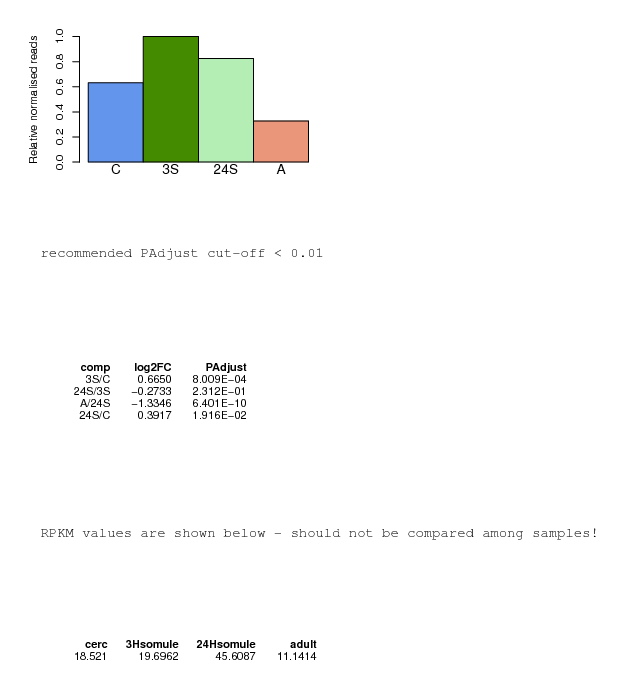 Relative normalised reads
1.0
0.8
0.6
0.4
0.2
0.0
C 3S 24S A
recommended PAdjust cut-off < 0.01
comp log2FC PAdjust
3S/C 0.6650 8.009E−04
24S/3S −0.2733 2.312E−01
A/24S −1.3346 6.401E−10
24S/C 0.3917 1.916E−02
RPKM values are shown below - should not be compared among samples!
cerc 3Hsomule 24Hsomule adult
18.521 19.6962 45.6087 11.1414